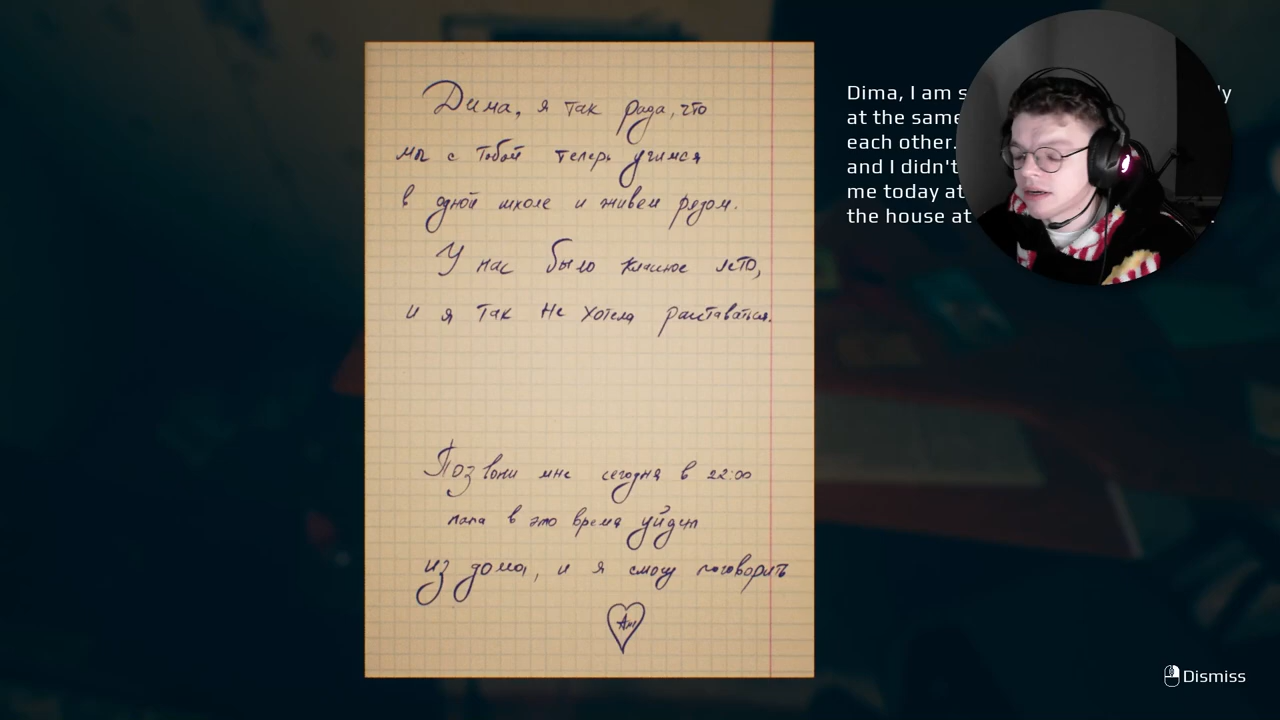 Дима, я так рада, что
мы с тобой теперь учимся
в одной школе и живем рядом.
У нас было классное лето,
и я так не хотела расставаться.
Позвони мне сегодня в 22:00
папа в это время уйдет
из дома, и я смогу поговорить
Dima, I am
at the same
each other.
and I didn't
me today at
the house at
Dismiss